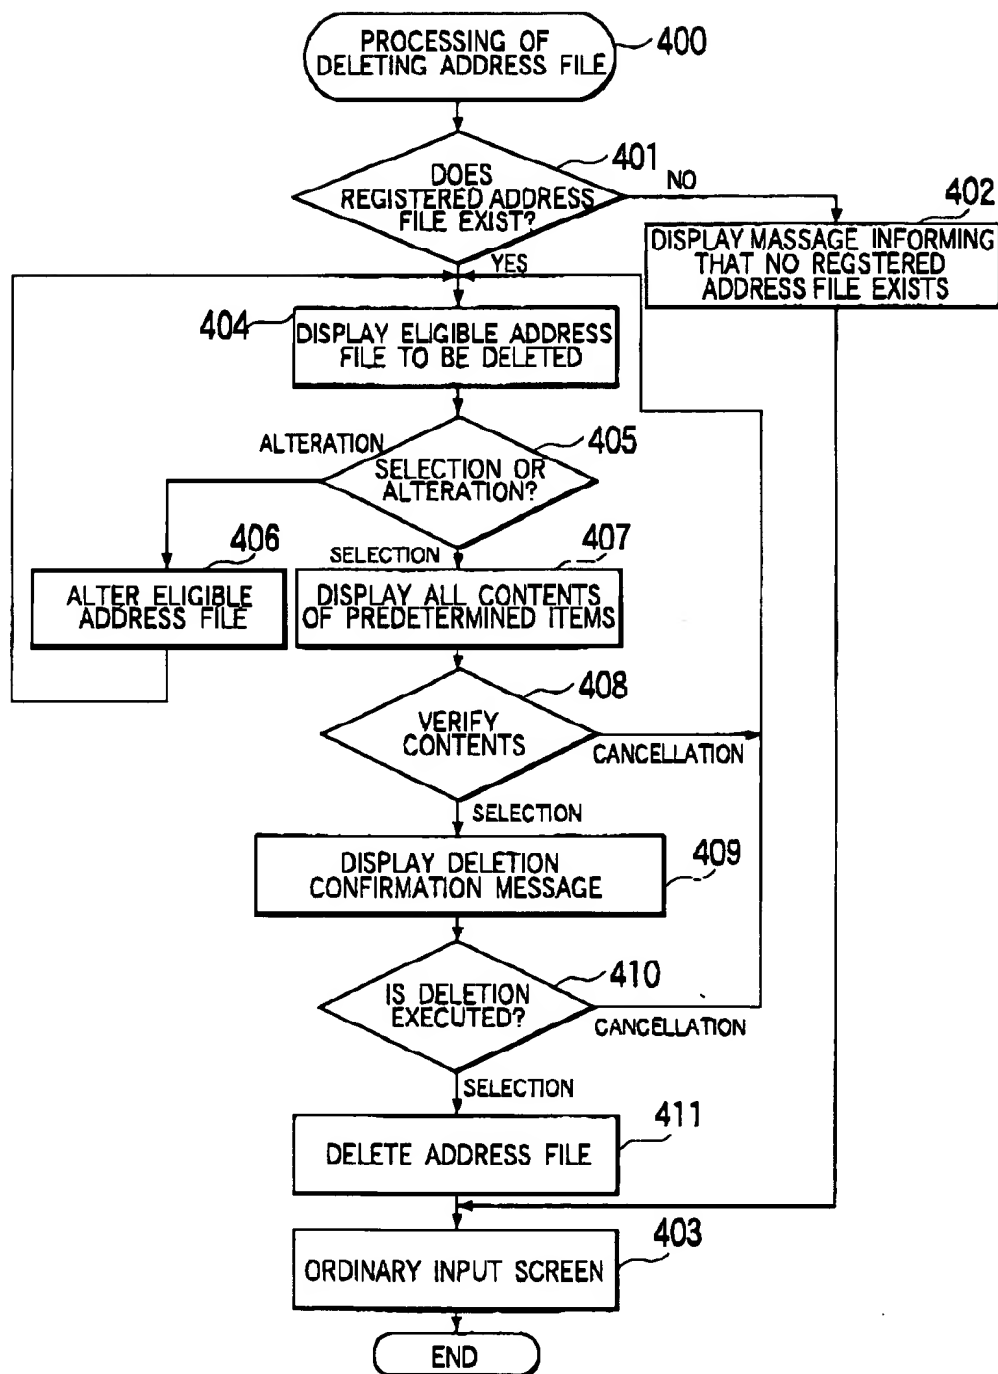 PROCESSING OF
DELETING ADDRESS FILE
400
DOES
REGISTERED ADDRESS
FILE EXIST?
401
NO
402
DISPLAY MASSAGE INFORMING
THAT NO REGSTERED
ADDRESS FILE EXISTS
YES
404
DISPLAY ELIGIBLE ADDRESS
FILE TO BE DELETED
ALTERATION
405
SELECTION OR
ALTERATION?
406
ALTER ELIGIBLE
ADDRESS FILE
SELECTION
407
DISPLAY ALL CONTENTS
OF PREDETERMINED ITEMS
408
VERIFY
CONTENTS
CANCELLATION
SELECTION
DISPLAY DELETION
CONFIRMATION MESSAGE
409
410
IS DELETION
EXECUTED?
CANCELLATION
SELECTION
411
DELETE ADDRESS FILE
403
ORDINARY INPUT SCREEN
END